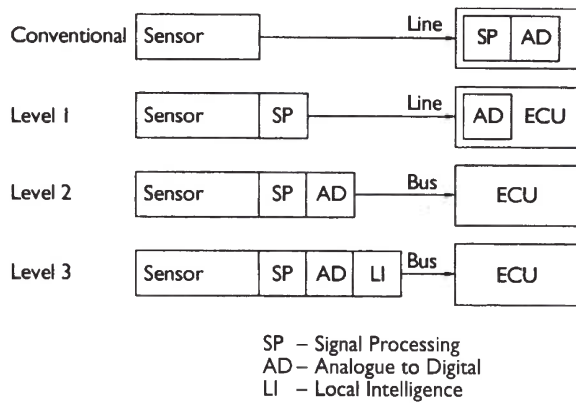 Conventional Sensor Line SP AD
Level 1 Sensor SP Line AD ECU
Level 2 Sensor SP AD Bus ECU
Level 3 Sensor SP AD LI Bus ECU
SP – Signal Processing
AD – Analogue to Digital
LI – Local Intelligence